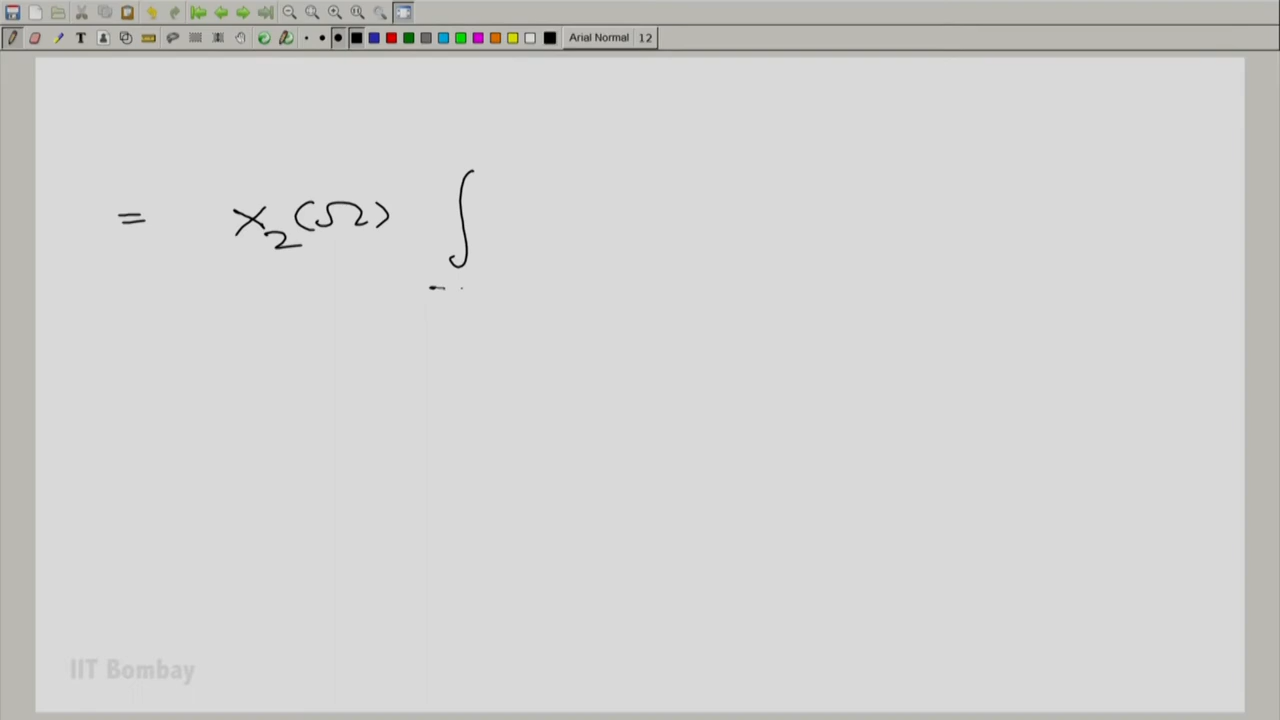 T Arial Normal 12
= X₂(Ω) ∫
-
IIT Bombay